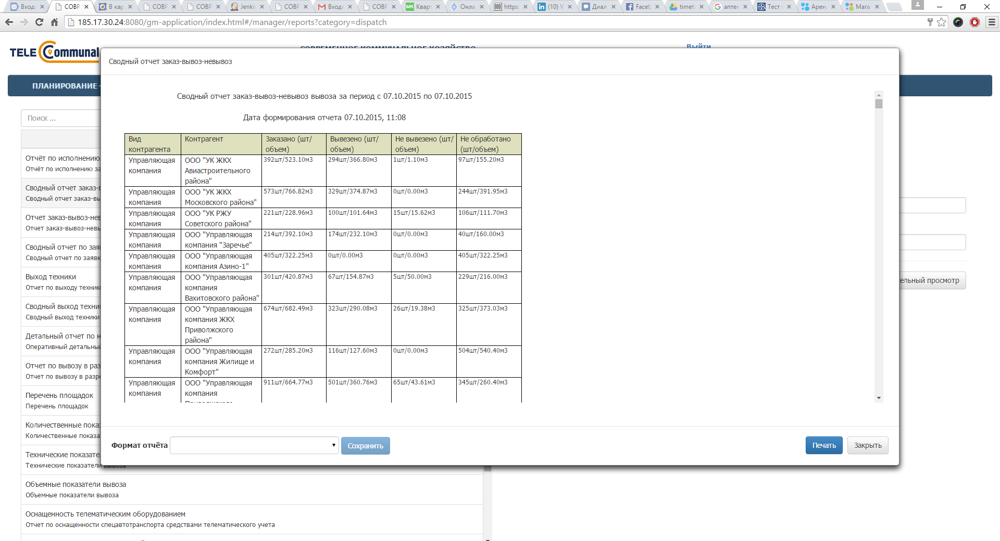 Входя
СОВР
В кар
СОВР
СОВР
Jenki
СОВР
Входя
СОВР
Кварт
Онла
https:
(10) V
Диал
Faceb
timeta
аптек
Тест
Арен
Мага
185.17.30.24:8080/gm-application/index.html#/manager/reports?category=dispatch
TELE Communal
СОВРЕМЕННОЕ КОММУНАЛЬНОЕ ХОЗЯЙСТВО
Выйти
ПЛАНИРОВАНИЕ
Поиск ...
Отчёт по исполнению
Отчёт по исполнению за
Сводный отчет заказ-в
Сводный отчет заказ-вы
Отчет заказ-вывоз-нев
Отчет заказ-вывоз-невы
Сводный отчет по заяв
Сводный отчет по заявк
Выход техники
Отчет по выходу техники
Сводный выход техни
Сводный выход техники
Детальный отчет по н
Оперативный детальный
Отчет по вывозу в раз
Отчет по вывозу в разре
Перечень площадок
Перечень площадок
Количественные показ
Количественные показа
Технические показател
Технические показатели вывоза
Объемные показатели вывоза
Объемные показатели вывоза
Оснащенность телематическим оборудованием
Отчет по оснащенности спецавтотранспорта средствами телематического учета
ельный просмотр
Сводный отчет заказ-вывоз-невывоз
Сводный отчет заказ-вывоз-невывоз вывоза за период с 07.10.2015 по 07.10.2015
Дата формирования отчета 07.10.2015, 11:08
Вид контрагента Контрагент Заказано (шт/объем) Вывезено (шт/объем) Не вывезено (шт/объем) Не обработано (шт/объем)
Управляющая компания ООО "УК ЖКХ Авиастроительного района" 392шт/523.10м3 294шт/366.80м3 1шт/1.10м3 97шт/155.20м3
Управляющая компания ООО "УК ЖКХ Московского района" 573шт/766.82м3 329шт/374.87м3 0шт/0.00м3 244шт/391.95м3
Управляющая компания ООО "УК РЖУ Советского района" 221шт/228.96м3 100шт/101.64м3 15шт/15.62м3 106шт/111.70м3
Управляющая компания ООО "Управляющая компания "Заречье" 214шт/392.10м3 174шт/232.10м3 0шт/0.00м3 40шт/160.00м3
Управляющая компания ООО "Управляющая компания Азино-1" 405шт/322.25м3 0шт/0.00м3 0шт/0.00м3 405шт/322.25м3
Управляющая компания ООО "Управляющая компания Вахитовского района" 301шт/420.87м3 67шт/154.87м3 5шт/50.00м3 229шт/216.00м3
Управляющая компания ООО "Управляющая компания ЖКХ Приволжского района" 674шт/682.49м3 323шт/290.08м3 26шт/19.38м3 325шт/373.03м3
Управляющая компания ООО "Управляющая компания Жилище и Комфорт" 272шт/285.20м3 116шт/127.60м3 0шт/0.00м3 504шт/540.40м3
Управляющая компания ООО "Управляющая компания 911шт/664.77м3 501шт/360.76м3 65шт/43.61м3 345шт/260.40м3
Формат отчёта
Сохранить
Печать
Закрыть